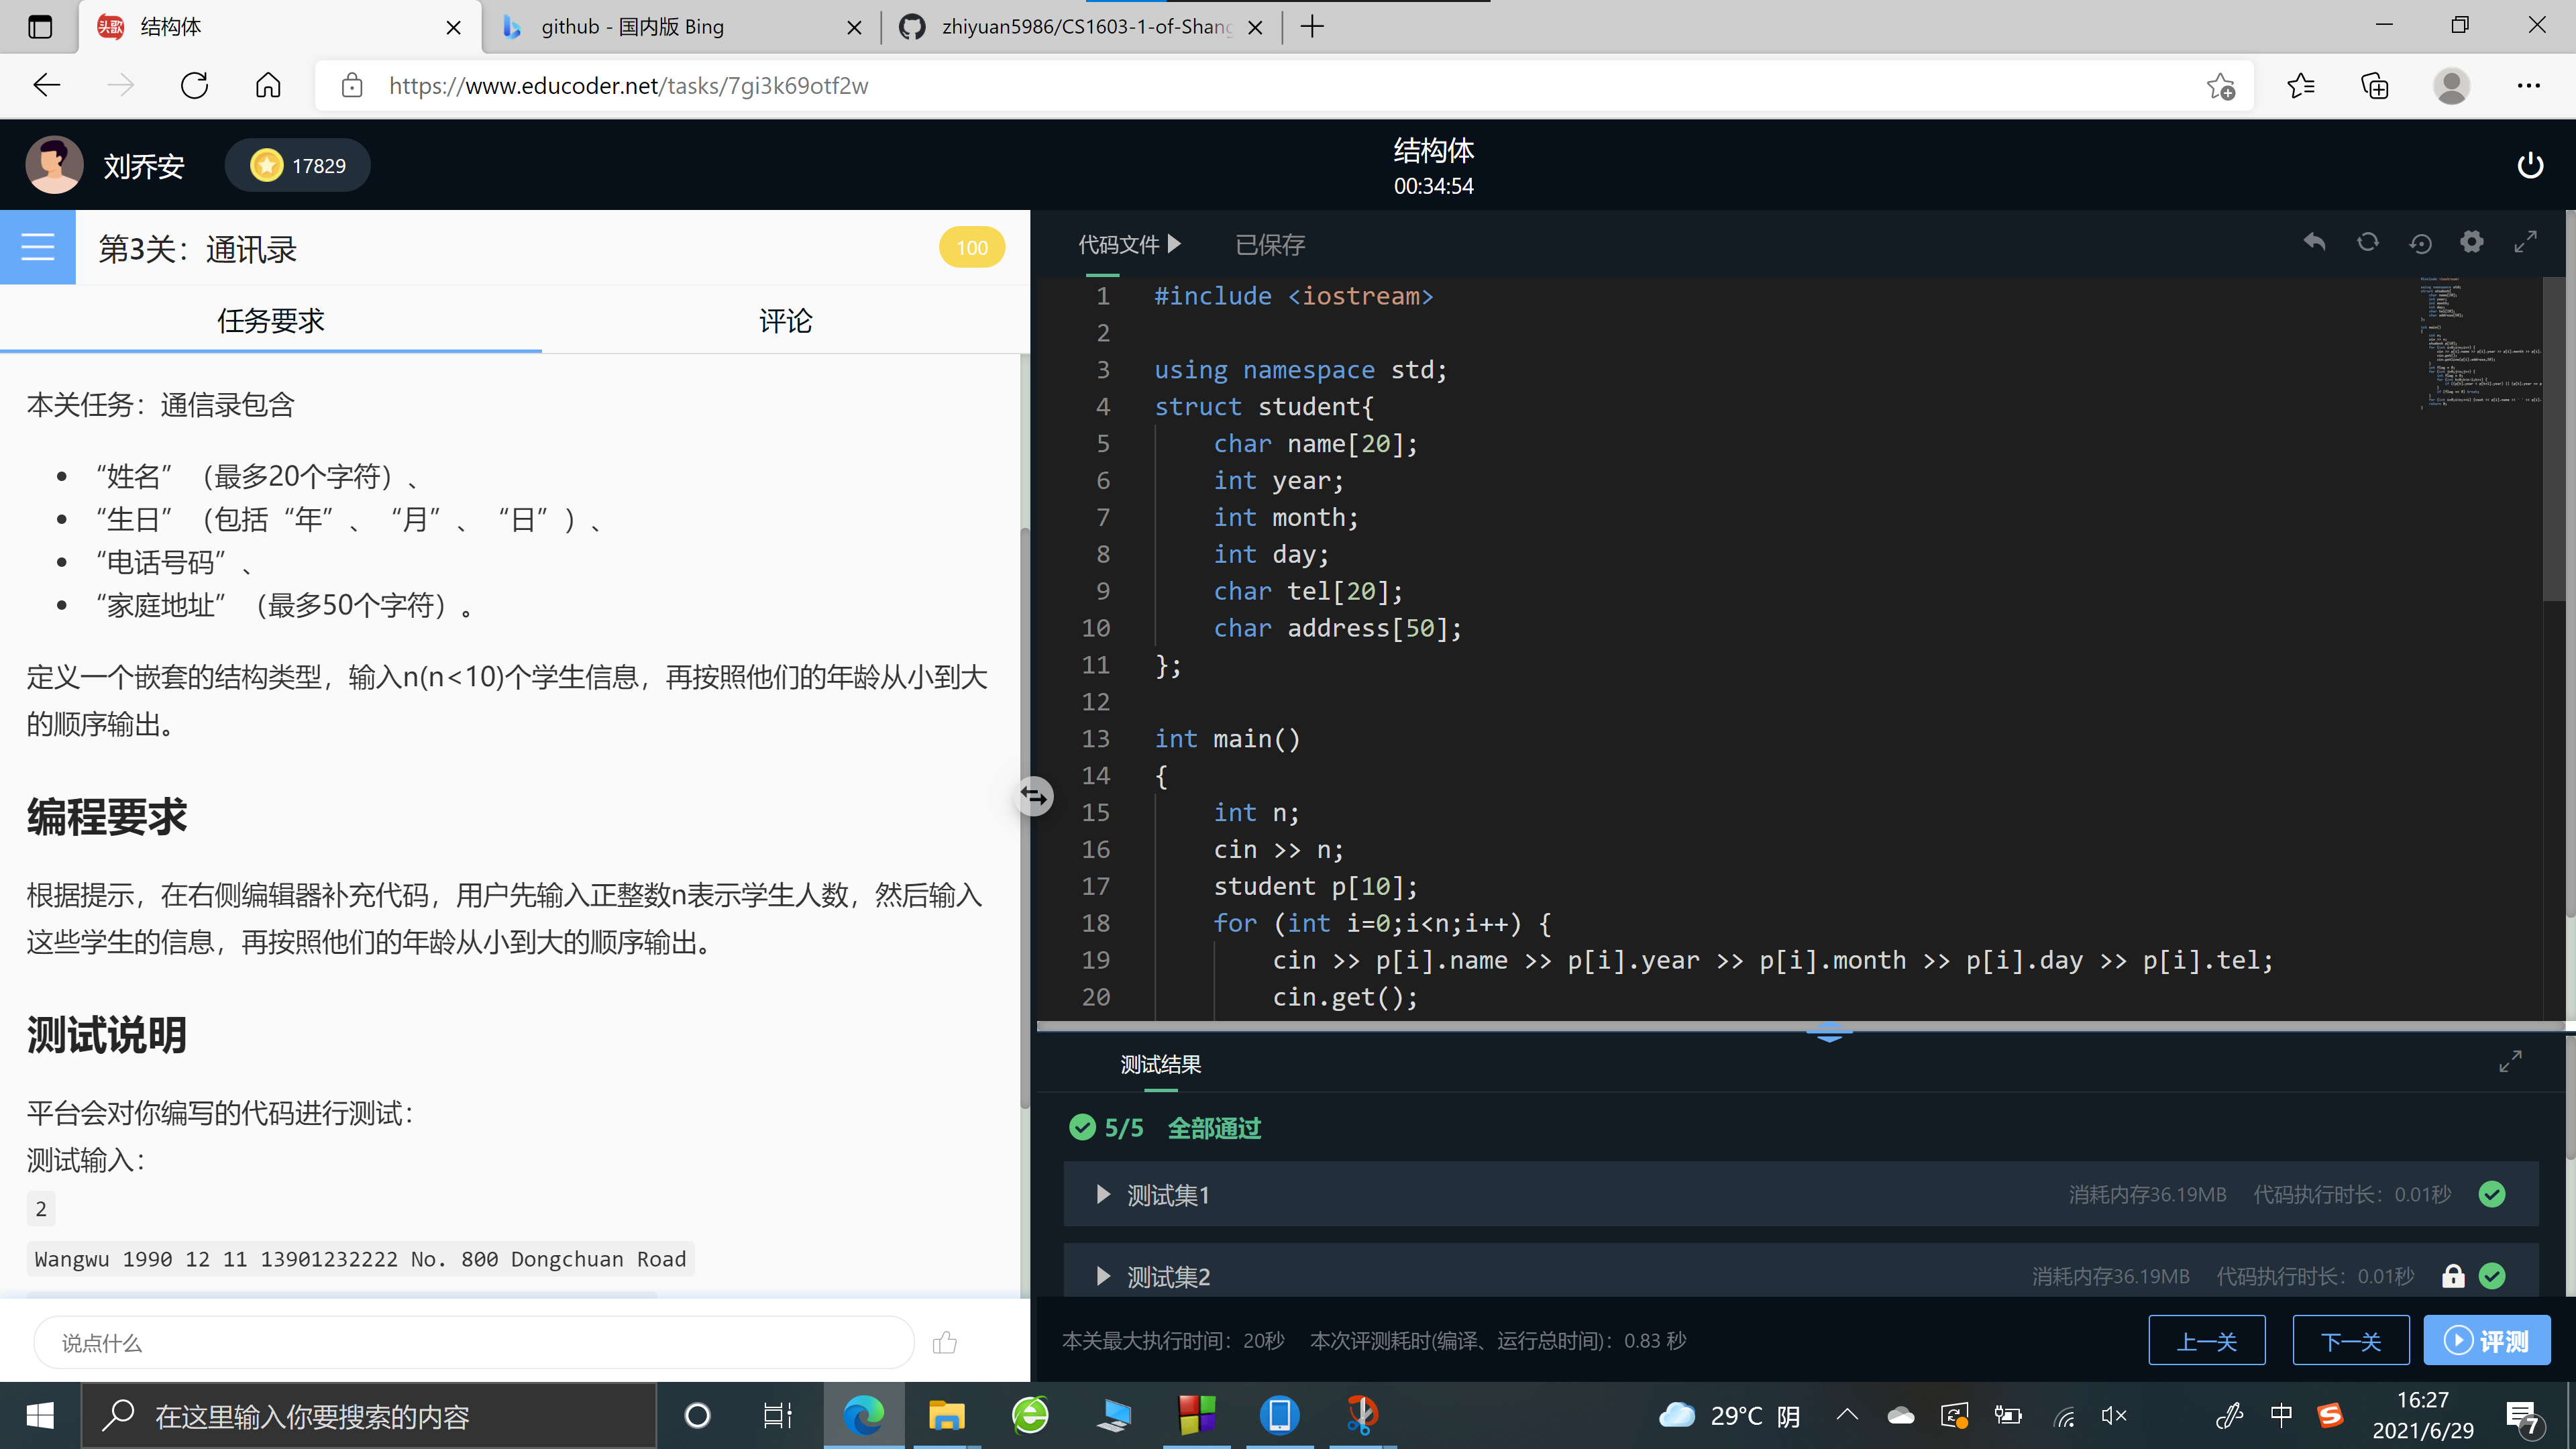 结构体
github - 国内版 Bing
zhiyuan5986/CS1603-1-of-Shang
https://www.educoder.net/tasks/7gi3k69otf2w
刘乔安
17829
结构体
00:34:54
第3关：通讯录
100
任务要求
评论
本关任务：通信录包含
“姓名”（最多20个字符）、
“生日”（包括“年”、“月”、“日”）、
“电话号码”、
“家庭地址”（最多50个字符）。
定义一个嵌套的结构类型，输入n(n<10)个学生信息，再按照他们的年龄从小到大
的顺序输出。
编程要求
根据提示，在右侧编辑器补充代码，用户先输入正整数n表示学生人数，然后输入
这些学生的信息，再按照他们的年龄从小到大的顺序输出。
测试说明
平台会对你编写的代码进行测试：
测试输入：
2
Wangwu 1990 12 11 13901232222 No. 800 Dongchuan Road
说点什么
代码文件
已保存
1 #include <iostream>
2
3 using namespace std;
4 struct student{
5 char name[20];
6 int year;
7 int month;
8 int day;
9 char tel[20];
10 char address[50];
11 };
12
13 int main()
14 {
15 int n;
16 cin >> n;
17 student p[10];
18 for (int i=0;i<n;i++) {
19 cin >> p[i].name >> p[i].year >> p[i].month >> p[i].day >> p[i].tel;
20 cin.get();
测试结果
5/5 全部通过
测试集1 消耗内存36.19MB 代码执行时长：0.01秒
测试集2 消耗内存36.19MB 代码执行时长：0.01秒
本关最大执行时间：20秒 本次评测耗时(编译、运行总时间)：0.83 秒
上一关
下一关
评测
在这里输入你要搜索的内容
29°C 阴
中
16:27
2021/6/29
7